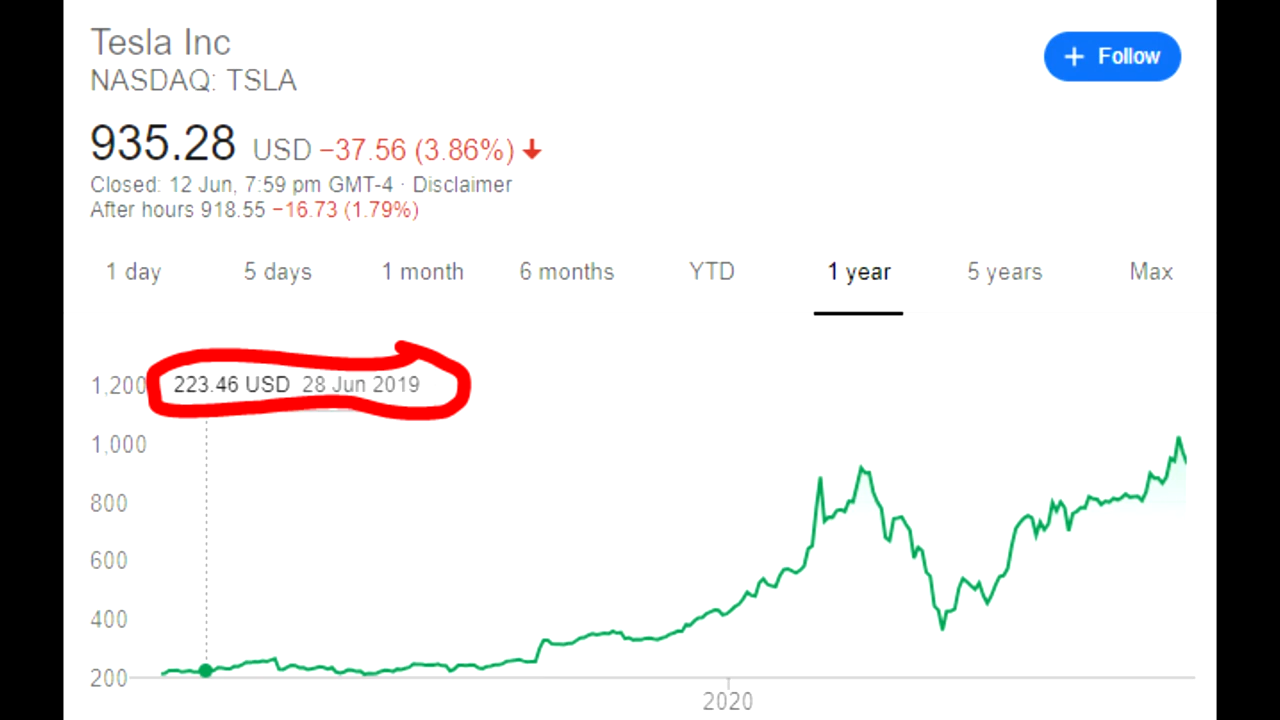 Tesla Inc
+ Follow
NASDAQ: TSLA
935.28 USD −37.56 (3.86%) ↓
Closed: 12 Jun, 7:59 pm GMT-4 · Disclaimer
After hours 918.55 −16.73 (1.79%)
1 day 5 days 1 month 6 months YTD 1 year 5 years Max
1,200 223.46 USD 28 Jun 2019
1,000
800
600
400
200
2020